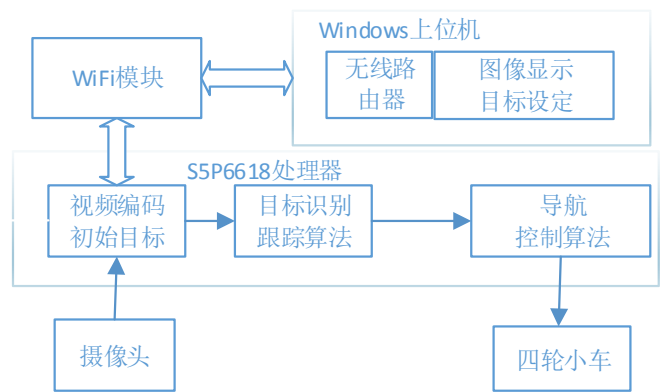 Windows上位机
WiFi模块
无线路
由器
图像显示
目标设定
S5P6618处理器
视频编码
初始目标
目标识别
跟踪算法
导航
控制算法
摄像头
四轮小车